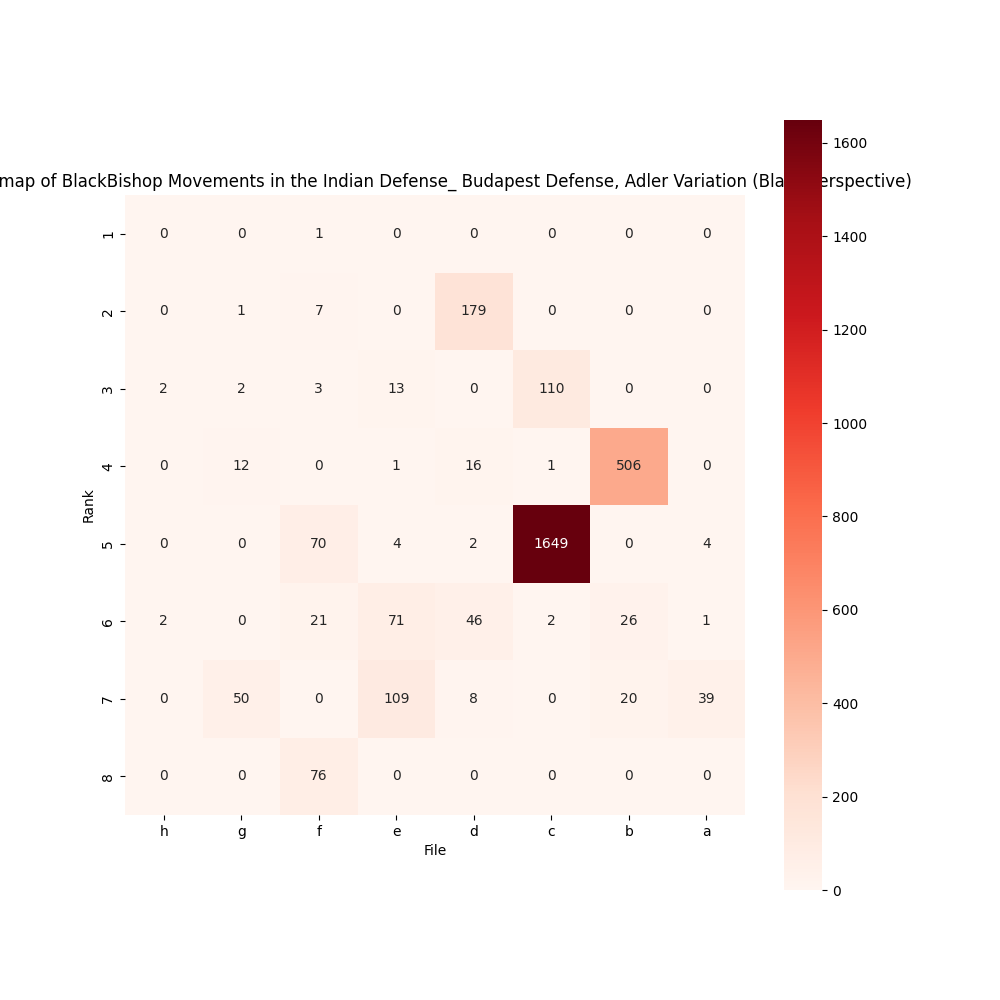 map of BlackBishop Movements in the Indian Defense_ Budapest Defense, Adler Variation (Bla erspective)
1 0 0 1 0 0 0 0 0
2 0 1 7 0 179 0 0 0
3 2 2 3 13 0 110 0 0
4 0 12 0 1 16 1 506 0
Rank
5 0 0 70 4 2 1649 0 4
6 2 0 21 71 46 2 26 1
7 0 50 0 109 8 0 20 39
8 0 0 76 0 0 0 0 0
h g f e d c b a
File
1600
1400
1200
1000
800
600
400
200
0